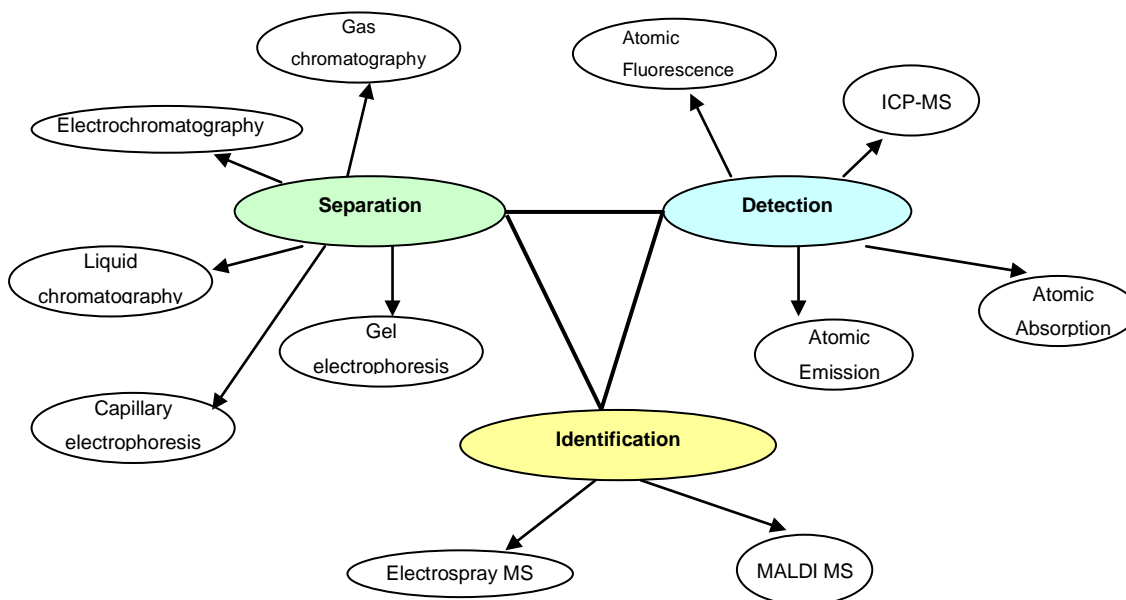 Gas
chromatography
Atomic
Fluorescence
ICP-MS
Electrochromatography
Separation
Detection
Liquid
chromatography
Gel
electrophoresis
Atomic
Emission
Atomic
Absorption
Capillary
electrophoresis
Identification
Electrospray MS
MALDI MS